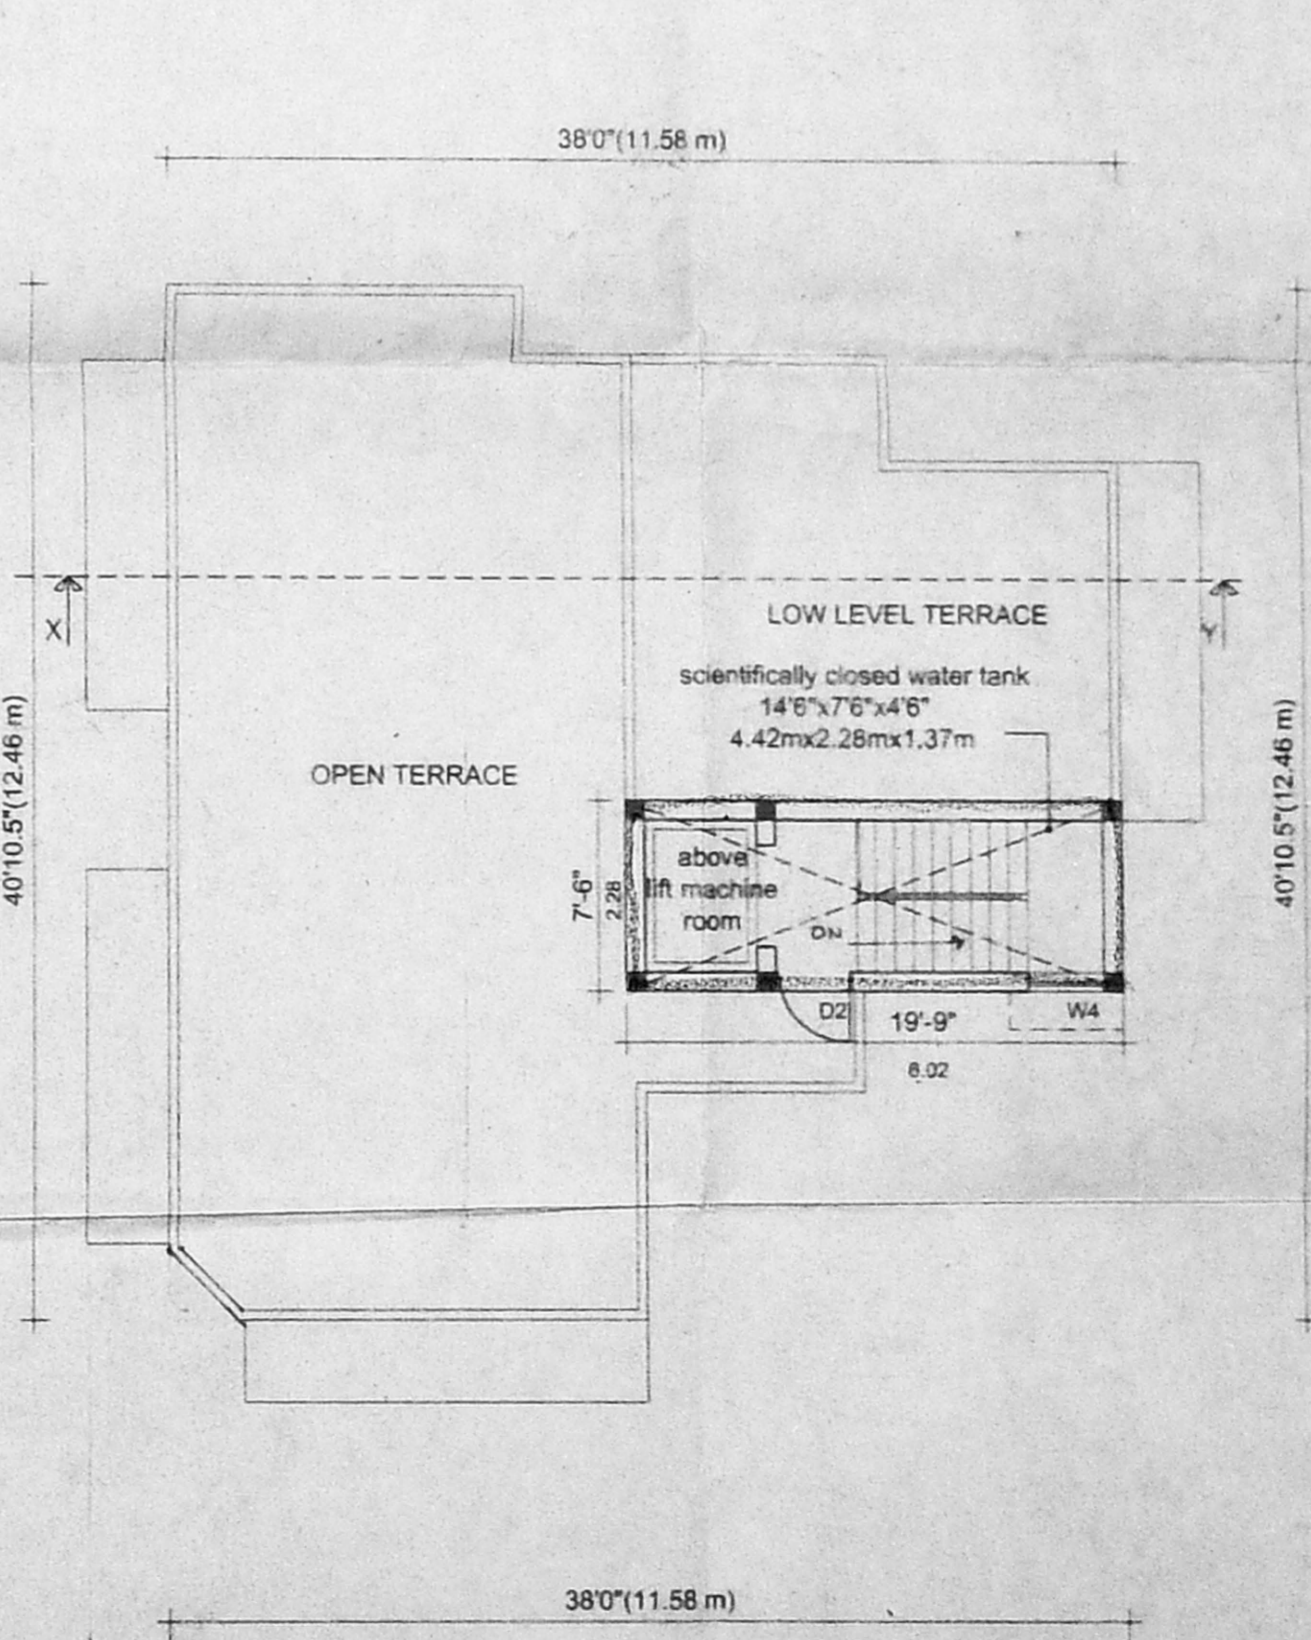 38'0"(11.58 m)
X
Y
LOW LEVEL TERRACE
scientifically closed water tank
14'6"x7'6"x4'6"
4.42mx2.28mx1.37m
40'10.5"(12.46 m)
40'10.5"(12.46 m)
OPEN TERRACE
7'-6"
2.28
above
lift machine
room
DN
D2
19'-9"
W4
6.02
38'0"(11.58 m)